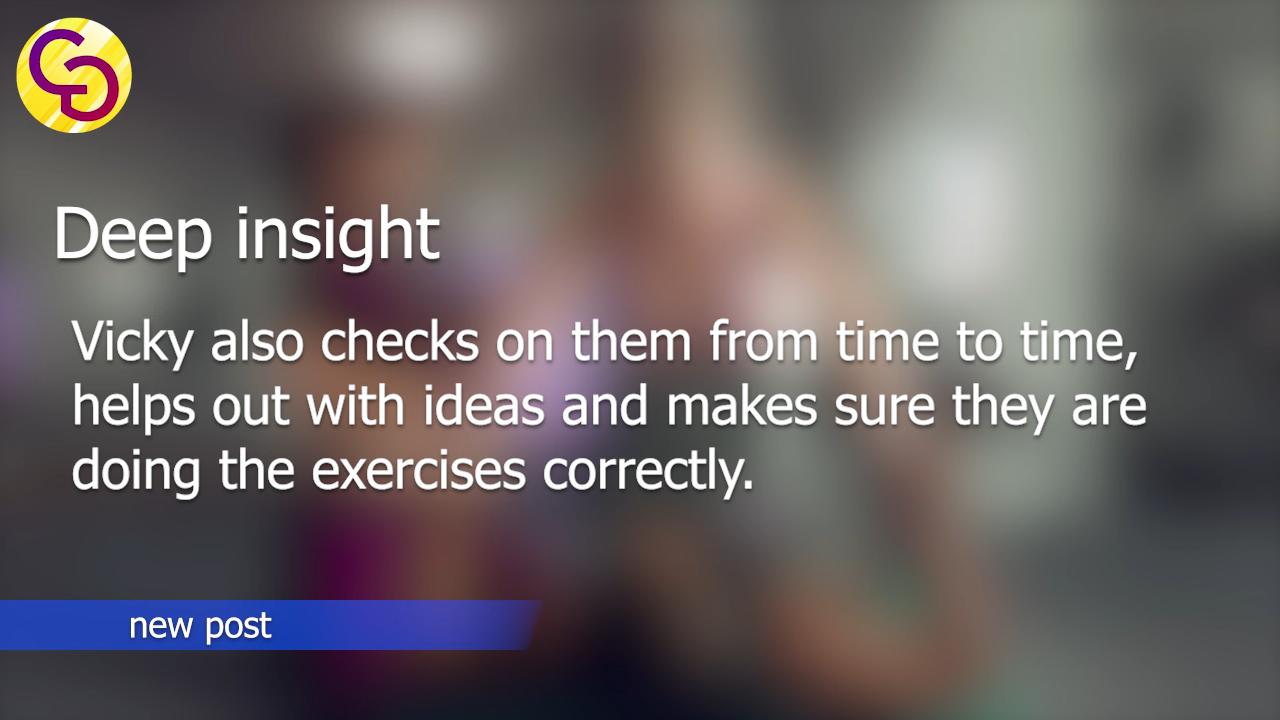 Deep insight
Vicky also checks on them from time to time,
helps out with ideas and makes sure they are
doing the exercises correctly.
new post